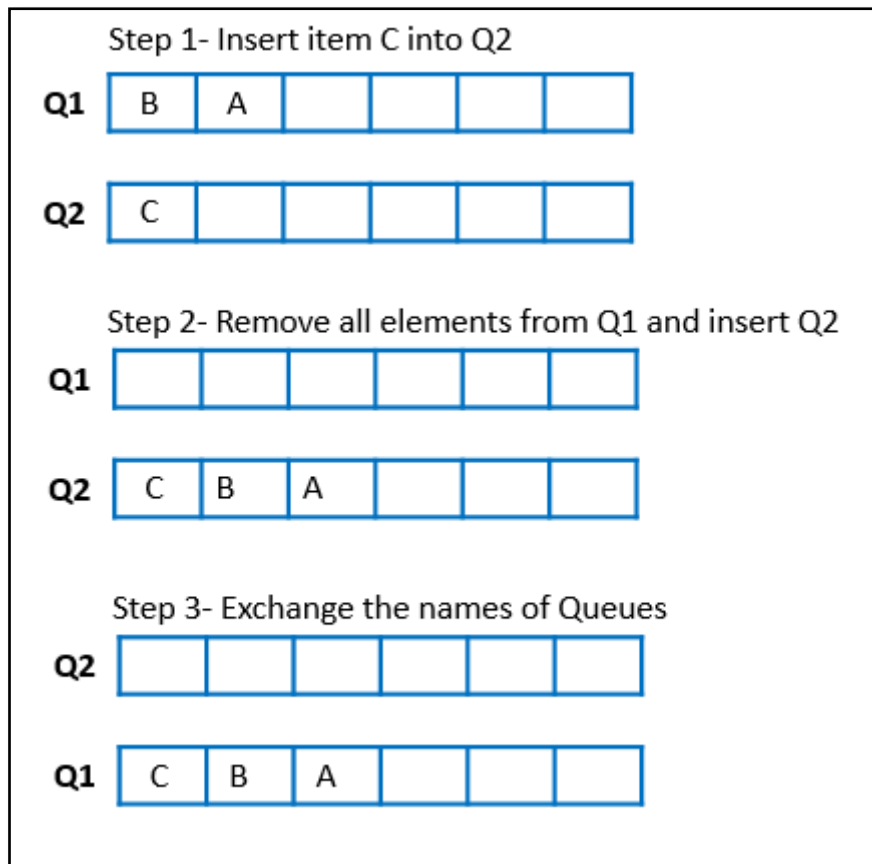 Step 1- Insert item C into Q2
Q1 B A
Q2 C
Step 2- Remove all elements from Q1 and insert Q2
Q1
Q2 C B A
Step 3- Exchange the names of Queues
Q2
Q1 C B A